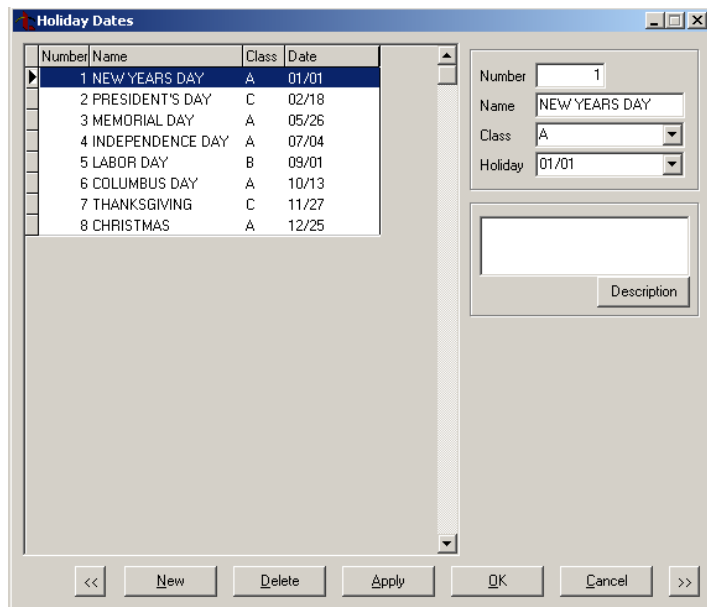 Holiday Dates
Number Name Class Date
1 NEW YEARS DAY A 01/01
2 PRESIDENT'S DAY C 02/18
3 MEMORIAL DAY A 05/26
4 INDEPENDENCE DAY A 07/04
5 LABOR DAY B 09/01
6 COLUMBUS DAY A 10/13
7 THANKSGIVING C 11/27
8 CHRISTMAS A 12/25
Number 1
Name NEW YEARS DAY
Class A
Holiday 01/01
Description
<< New Delete Apply OK Cancel >>